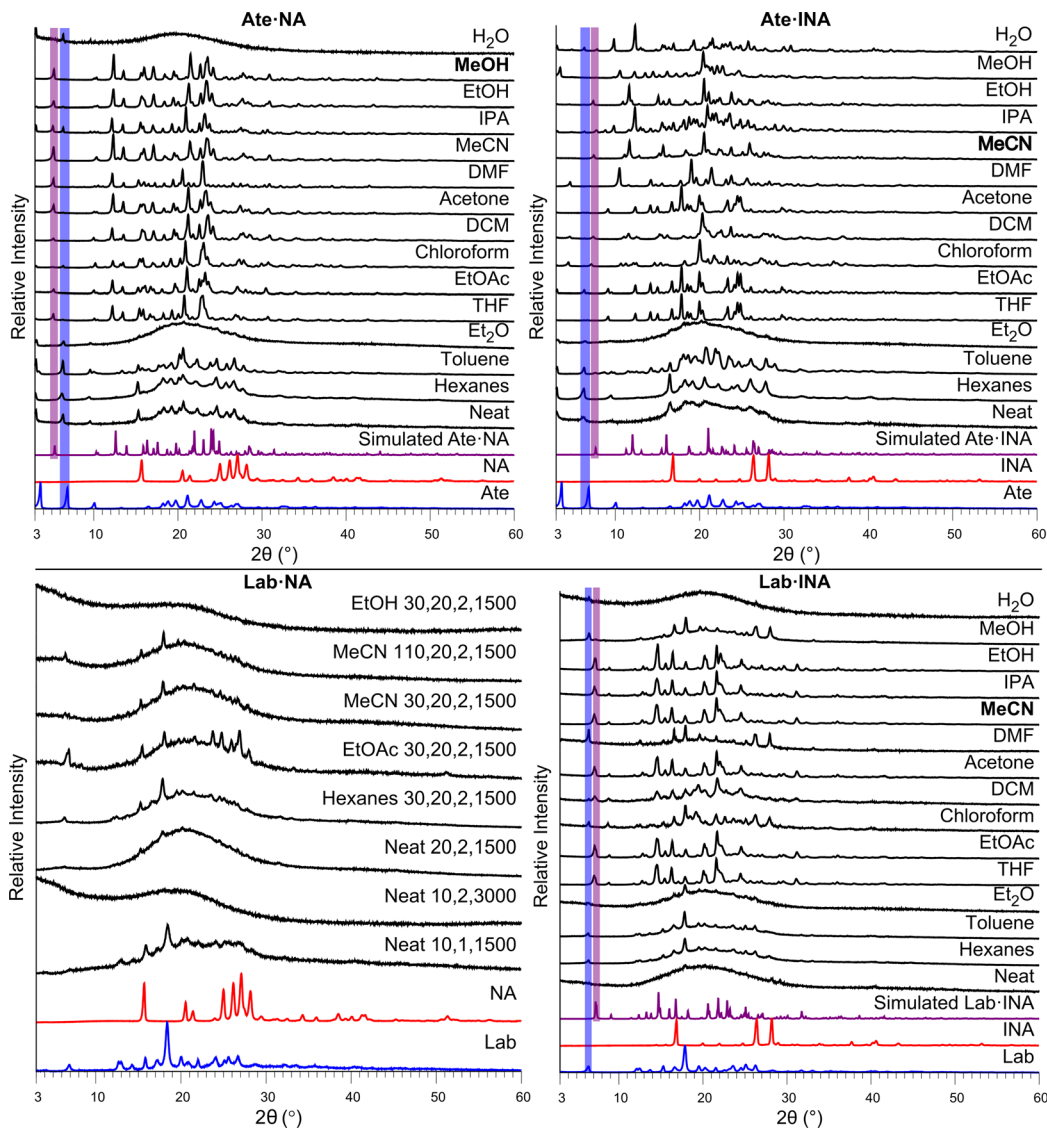 Ate·NA
H2O
MeOH
EtOH
IPA
MeCN
DMF
Acetone
DCM
Chloroform
EtOAc
THF
Et2O
Toluene
Hexanes
Neat
Simulated Ate·NA
NA
Ate
Relative Intensity
3 10 20 30 40 50 60
2θ (°)
Ate·INA
H2O
MeOH
EtOH
IPA
MeCN
DMF
Acetone
DCM
Chloroform
EtOAc
THF
Et2O
Toluene
Hexanes
Neat
Simulated Ate·INA
INA
Ate
Relative Intensity
3 10 20 30 40 50 60
2θ (°)
Lab·NA
EtOH 30,20,2,1500
MeCN 110,20,2,1500
MeCN 30,20,2,1500
EtOAc 30,20,2,1500
Hexanes 30,20,2,1500
Neat 20,2,1500
Neat 10,2,3000
Neat 10,1,1500
NA
Lab
Relative Intensity
3 10 20 30 40 50 60
2θ (°)
Lab·INA
H2O
MeOH
EtOH
IPA
MeCN
DMF
Acetone
DCM
Chloroform
EtOAc
THF
Et2O
Toluene
Hexanes
Neat
Simulated Lab·INA
INA
Lab
Relative Intensity
3 10 20 30 40 50 60
2θ (°)